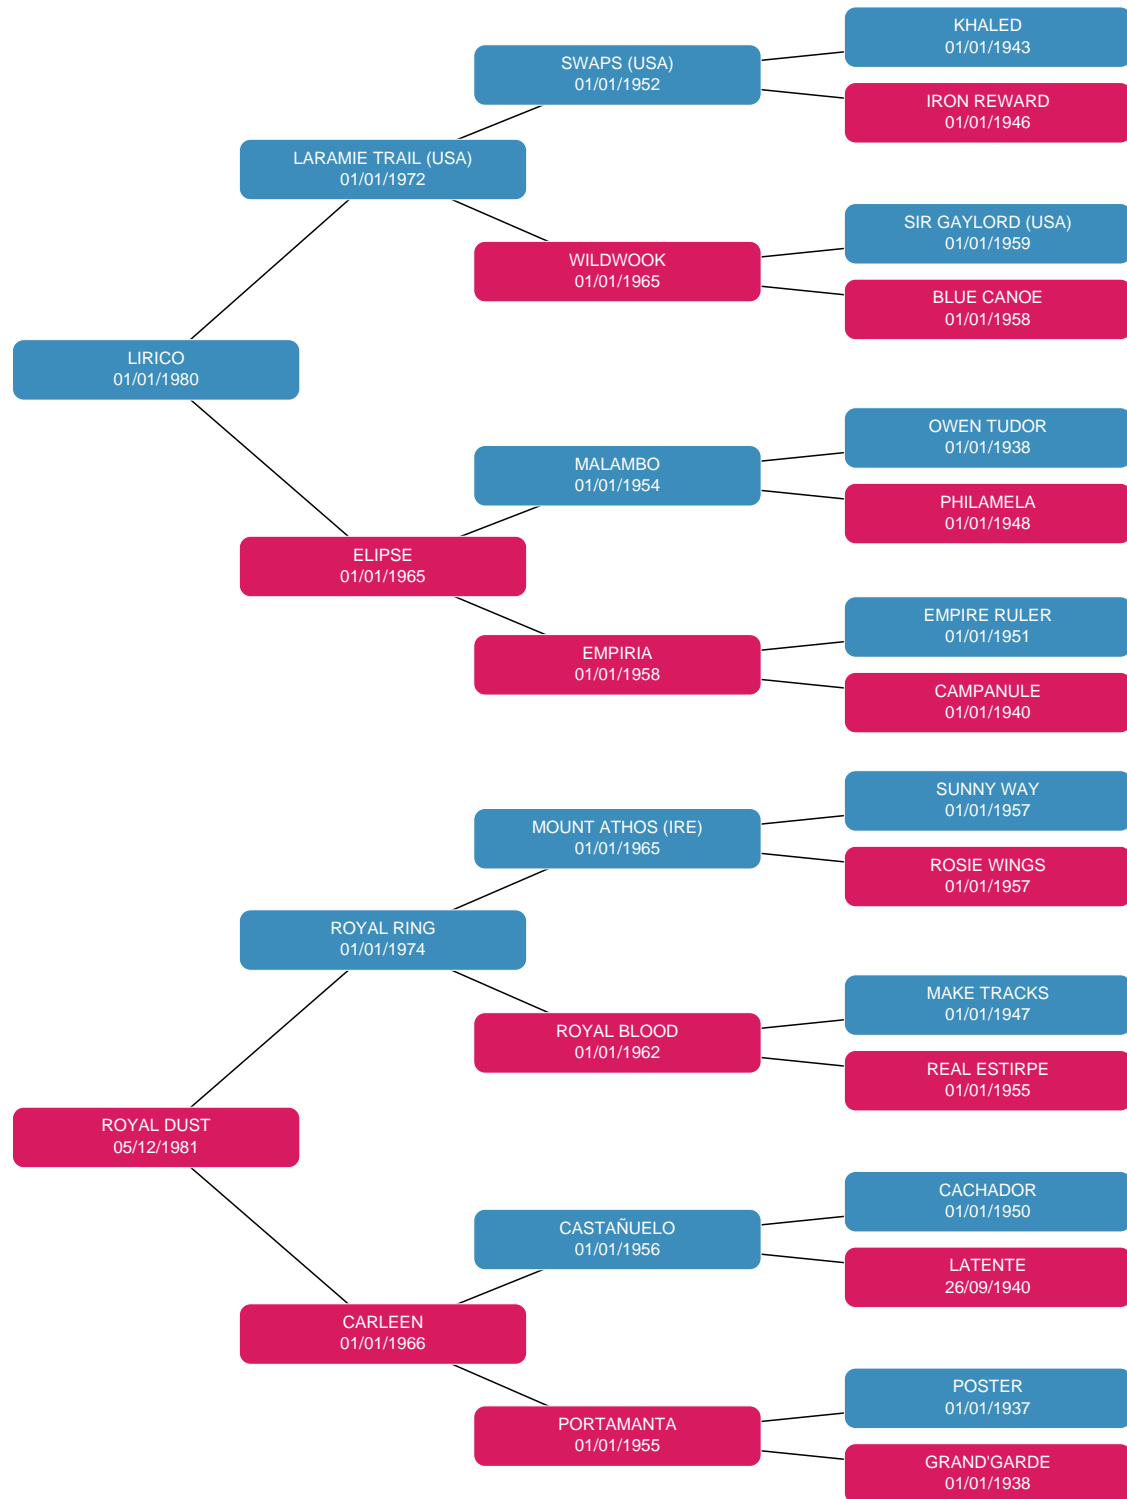 KHALED
01/01/1943
SWAPS (USA)
01/01/1952
IRON REWARD
01/01/1946
LARAMIE TRAIL (USA)
01/01/1972
SIR GAYLORD (USA)
01/01/1959
WILDWOOK
01/01/1965
BLUE CANOE
01/01/1958
LIRICO
01/01/1980
OWEN TUDOR
01/01/1938
MALAMBO
01/01/1954
PHILAMELA
01/01/1948
ELIPSE
01/01/1965
EMPIRE RULER
01/01/1951
EMPIRIA
01/01/1958
CAMPANULE
01/01/1940
SUNNY WAY
01/01/1957
MOUNT ATHOS (IRE)
01/01/1965
ROSIE WINGS
01/01/1957
ROYAL RING
01/01/1974
MAKE TRACKS
01/01/1947
ROYAL BLOOD
01/01/1962
REAL ESTIRPE
01/01/1955
ROYAL DUST
05/12/1981
CACHADOR
01/01/1950
CASTAÑUELO
01/01/1956
LATENTE
26/09/1940
CARLEEN
01/01/1966
POSTER
01/01/1937
PORTAMANTA
01/01/1955
GRAND'GARDE
01/01/1938